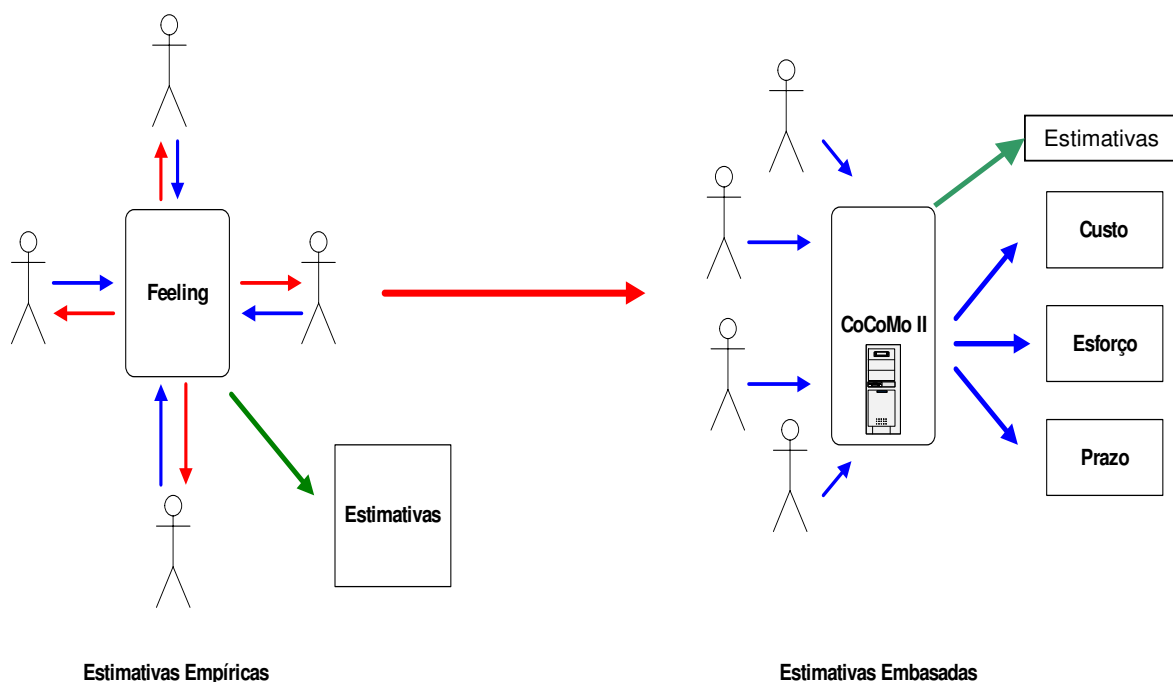 Feeling
Estimativas
Estimativas Empíricas
CoCoMo II
Estimativas
Custo
Esforço
Prazo
Estimativas Embasadas